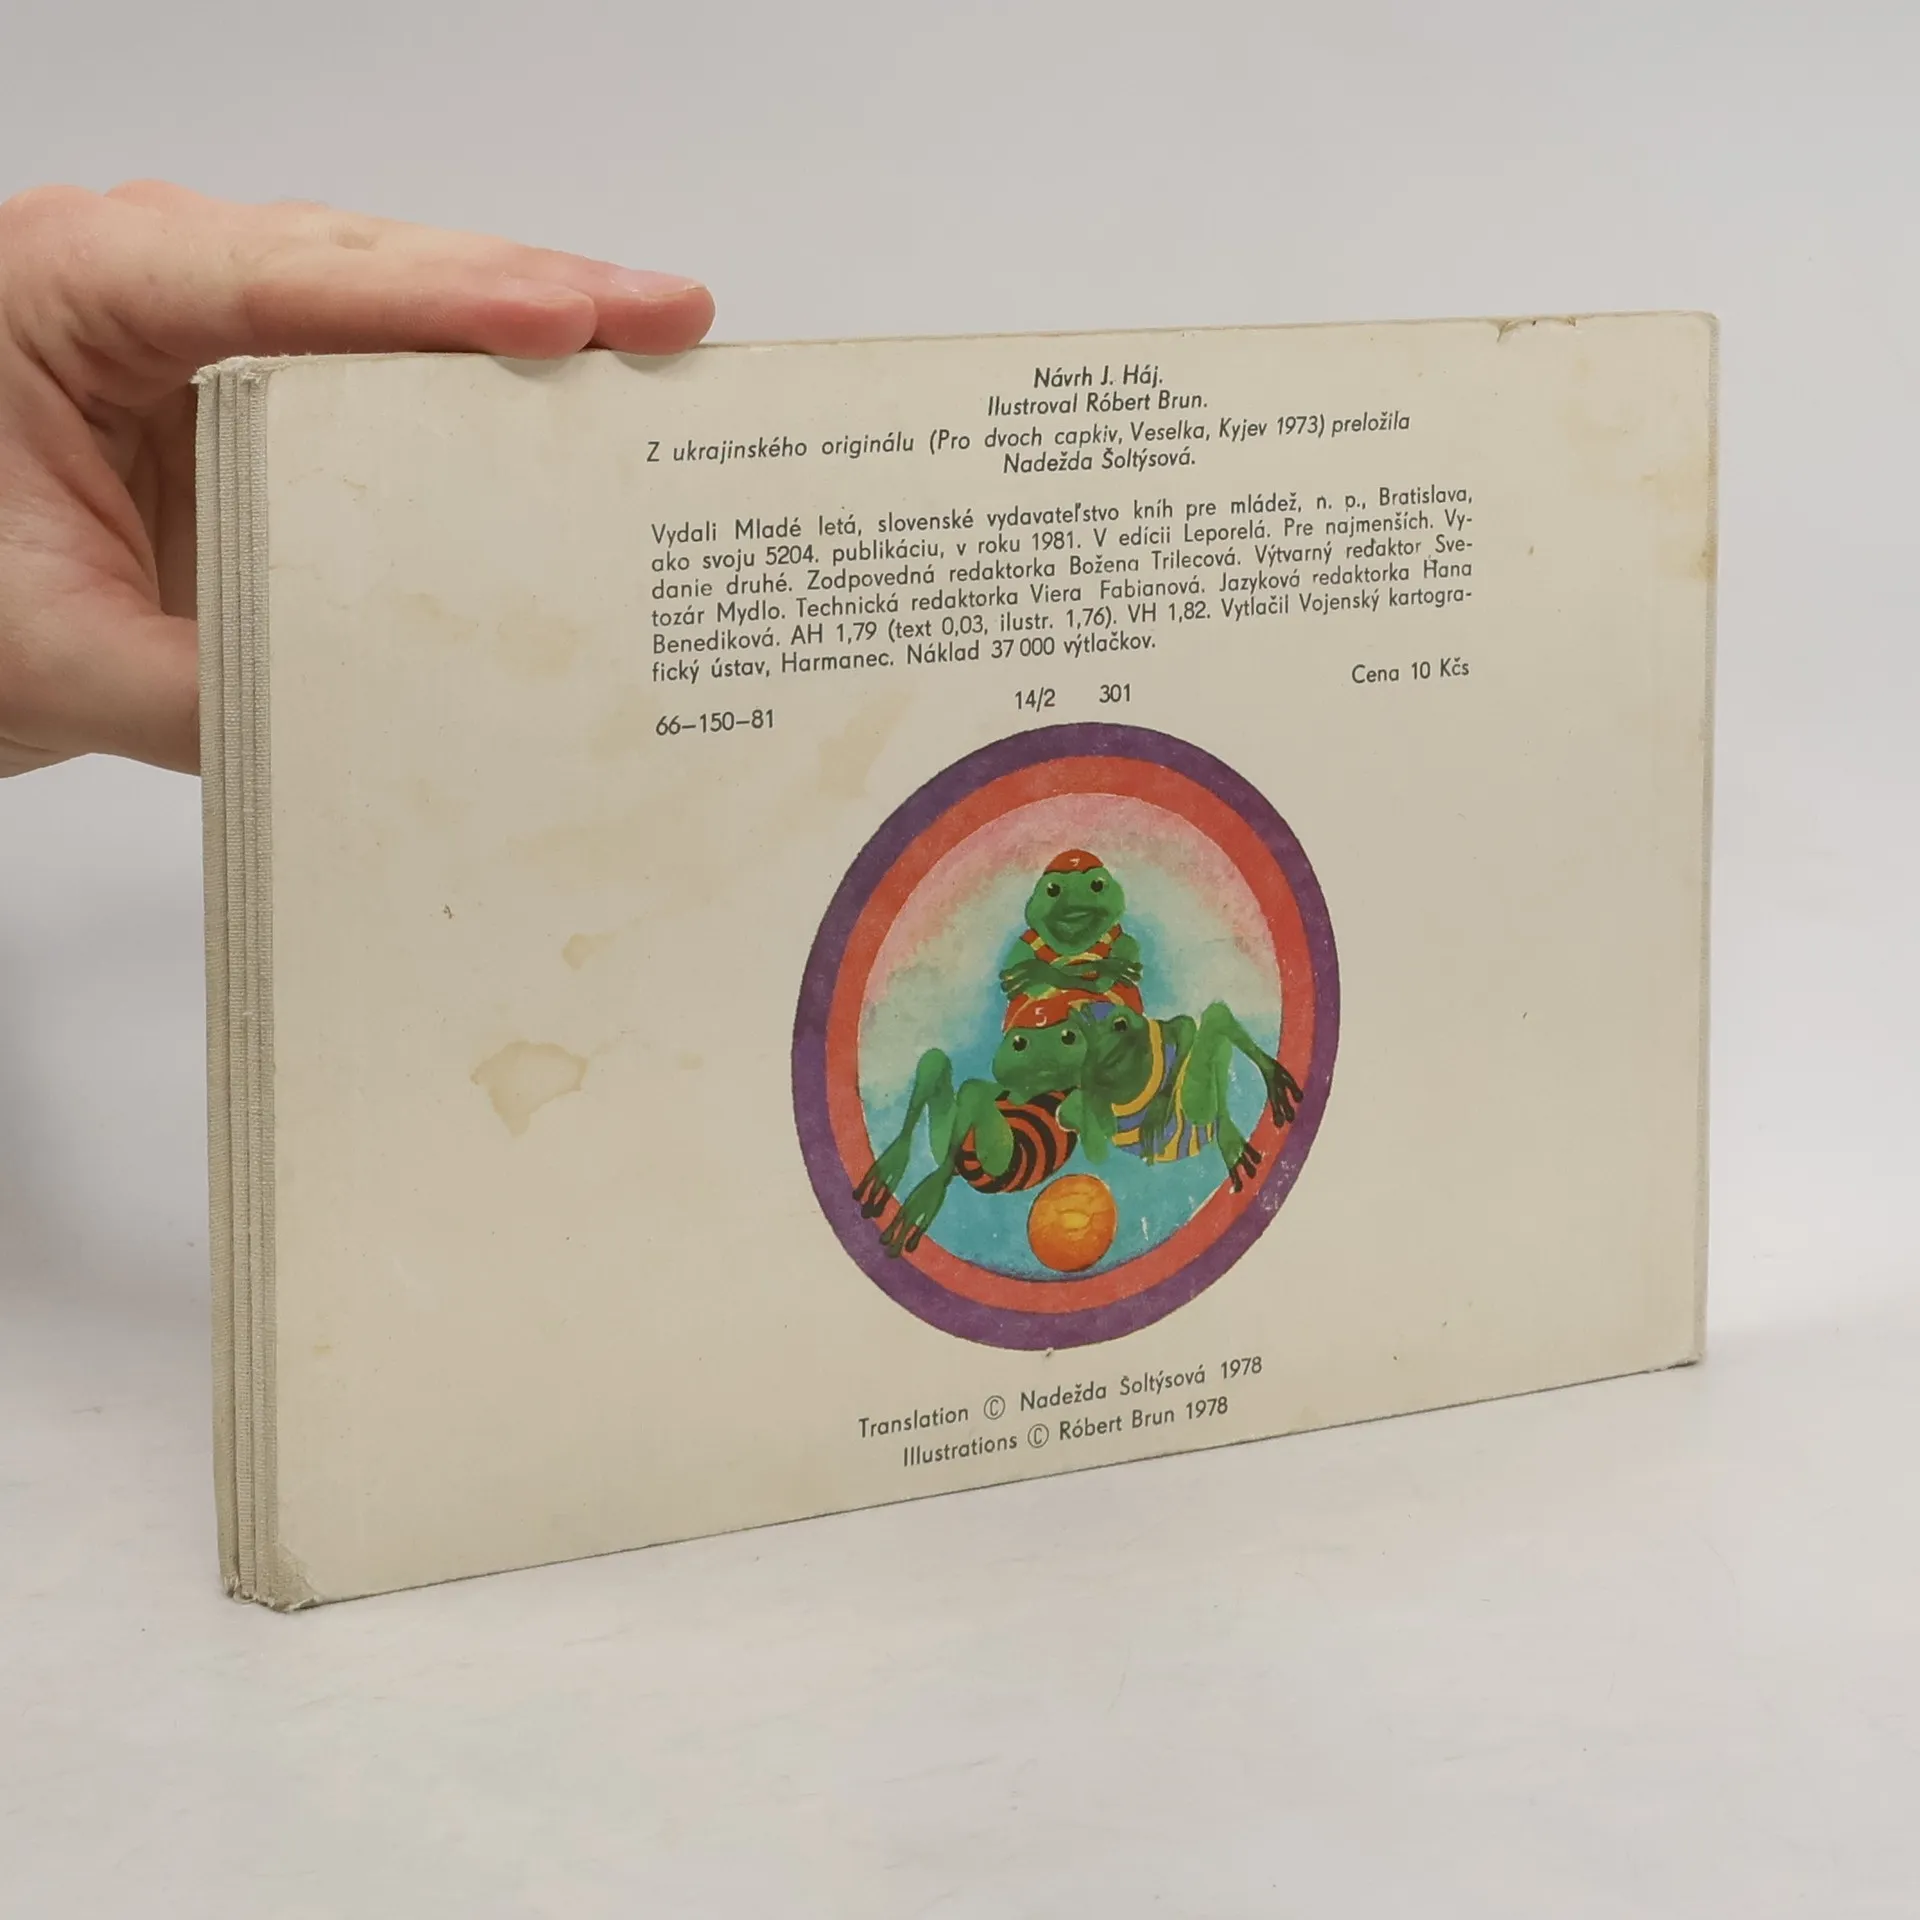 Návrh J. Háj.
Ilustroval Róbert Brun.
Z ukrajinského originálu (Pro dvoch capkiv, Veselka, Kyjev 1973) preložila
Nadežda Šoltýsová.
Vydali Mladé letá, slovenské vydavateľstvo kníh pre mládež, n. p., Bratislava,
ako svoju 5204. publikáciu, v roku 1981. V edícii Leporelá. Pre najmenších. Vy-
danie druhé. Zodpovedná redaktorka Božena Trilecová. Výtvarný redaktor Sve-
tozár Mydlo. Technická redaktorka Viera Fabianová. Jazyková redaktorka Hana
Benediková. AH 1,79 (text 0,03, ilustr. 1,76). VH 1,82. Vytlačil Vojenský kartogra-
fický ústav, Harmanec. Náklad 37 000 výtlačkov.
66–150–81 14/2 301 Cena 10 Kčs
7
5
Translation © Nadežda Šoltýsová 1978
Illustrations © Róbert Brun 1978